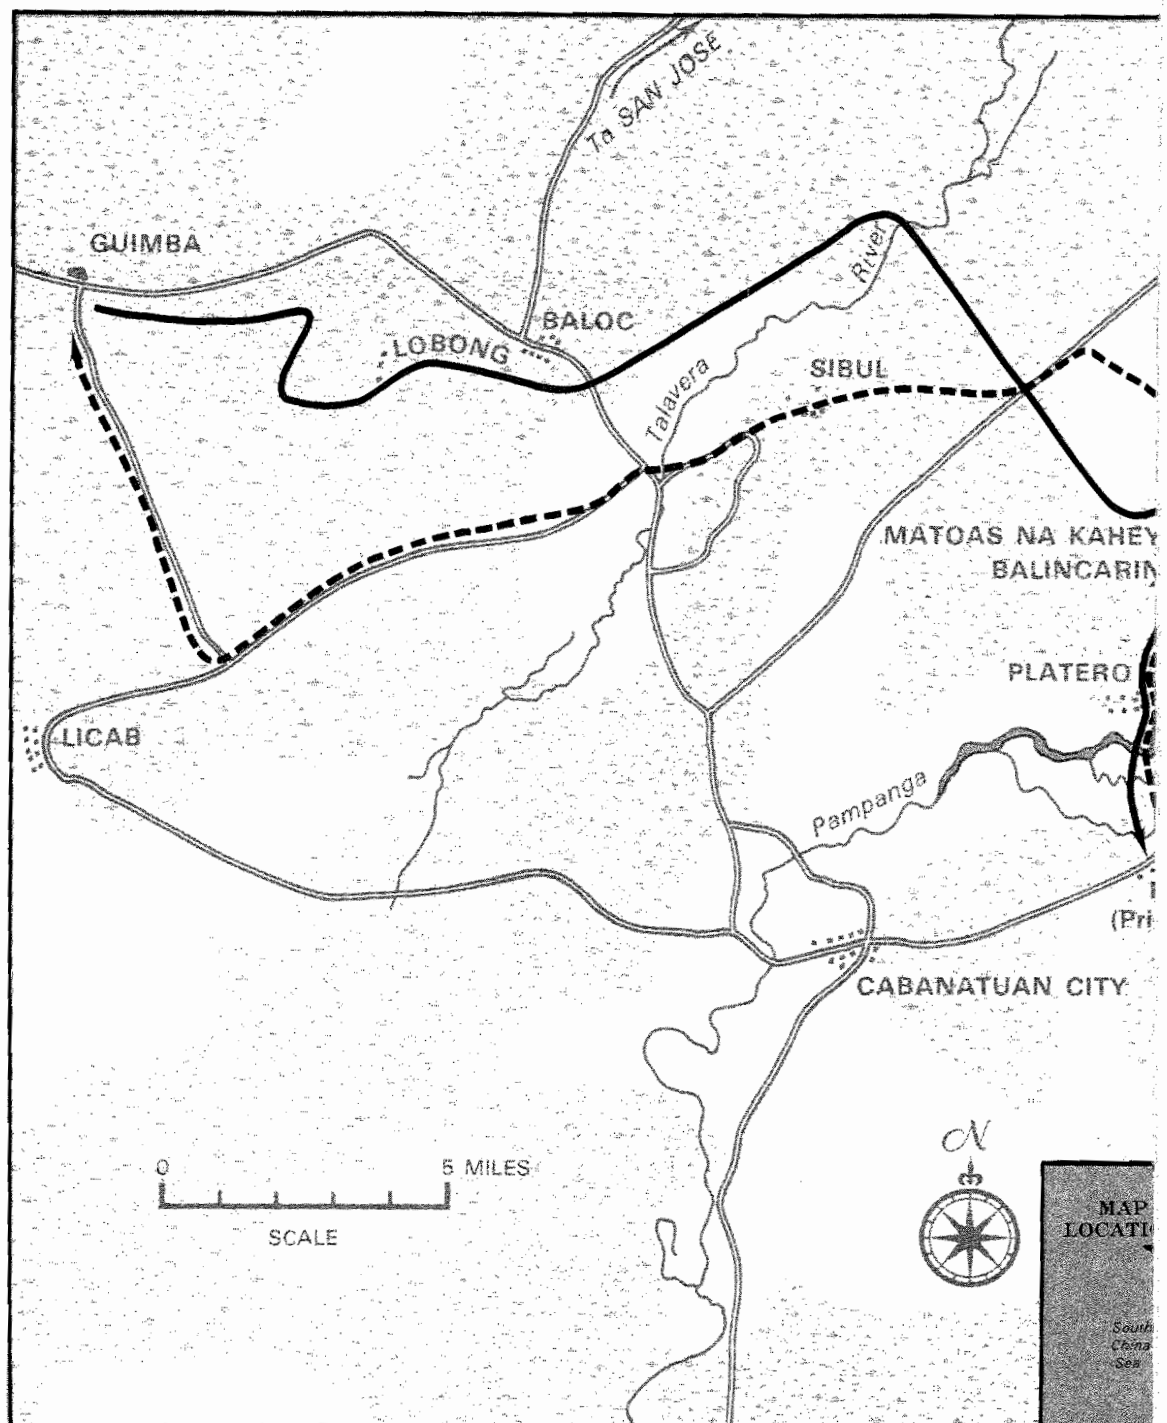 To SAN JOSE
GUIMBA
River
BALOC
LOBONG
SIBUL
Talavera
MATOAS NA KAHEY
BALINCARIN
PLATERO
LICAB
Pampanga
(Pri
CABANATUAN CITY
N
0 5 MILES
SCALE
MAP
LOCATI
South
China
Sea